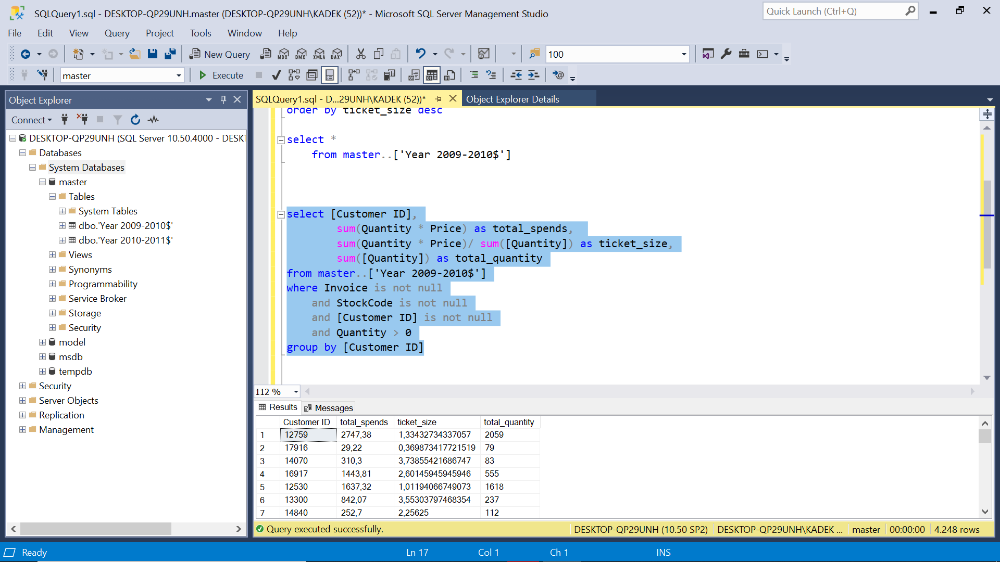 SQLQuery1.sql - DESKTOP-QP29UNH.master (DESKTOP-QP29UNH\KADEK (52))* - Microsoft SQL Server Management Studio
Quick Launch (Ctrl+Q)
File Edit View Query Project Tools Window Help
New Query MDX DMX XMLA DAX 100
master Execute
Object Explorer
Connect
DESKTOP-QP29UNH (SQL Server 10.50.4000 - DESKT
Databases
System Databases
master
Tables
System Tables
dbo.'Year 2009-2010$'
dbo.'Year 2010-2011$'
Views
Synonyms
Programmability
Service Broker
Storage
Security
model
msdb
tempdb
Security
Server Objects
Replication
Management
SQLQuery1.sql - D...29UNH\KADEK (52))* Object Explorer Details
order by ticket_size desc
select *
from master..['Year 2009-2010$']
select [Customer ID],
sum(Quantity * Price) as total_spends,
sum(Quantity * Price)/ sum([Quantity]) as ticket_size,
sum([Quantity]) as total_quantity
from master..['Year 2009-2010$']
where Invoice is not null
and StockCode is not null
and [Customer ID] is not null
and Quantity > 0
group by [Customer ID]
112 %
Results Messages
Customer ID total_spends ticket_size total_quantity
1 12759 2747,38 1,33432734337057 2059
2 17916 29,22 0,369873417721519 79
3 14070 310,3 3,73855421686747 83
4 16917 1443,81 2,60145945945946 555
5 12530 1637,32 1,01194066749073 1618
6 13300 842,07 3,55303797468354 237
7 14840 252,7 2,25625 112
Query executed successfully. DESKTOP-QP29UNH (10.50 SP2) DESKTOP-QP29UNH\KADEK ... master 00:00:00 4.248 rows
Ready Ln 17 Col 1 Ch 1 INS